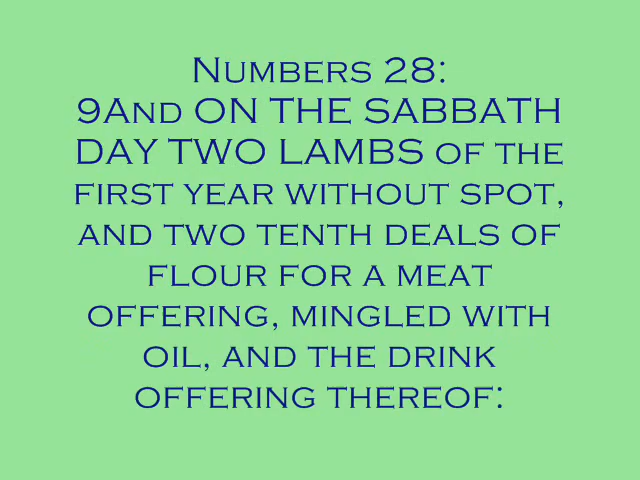 Numbers 28:
9And ON THE SABBATH
DAY TWO LAMBS of the
first year without spot,
and two tenth deals of
flour for a meat
offering, mingled with
oil, and the drink
offering thereof: